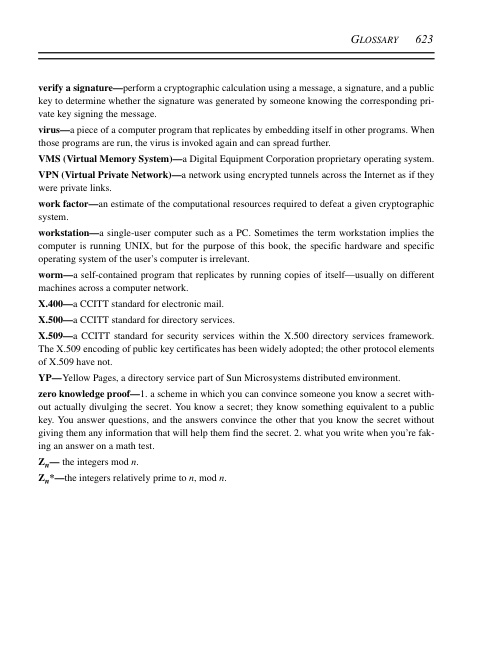 GLOSSARY 623
verify a signature—perform a cryptographic calculation using a message, a signature, and a public
key to determine whether the signature was generated by someone knowing the corresponding pri-
vate key signing the message.
virus—a piece of a computer program that replicates by embedding itself in other programs. When
those programs are run, the virus is invoked again and can spread further.
VMS (Virtual Memory System)—a Digital Equipment Corporation proprietary operating system.
VPN (Virtual Private Network)—a network using encrypted tunnels across the Internet as if they
were private links.
work factor—an estimate of the computational resources required to defeat a given cryptographic
system.
workstation—a single-user computer such as a PC. Sometimes the term workstation implies the
computer is running UNIX, but for the purpose of this book, the specific hardware and specific
operating system of the user's computer is irrelevant.
worm—a self-contained program that replicates by running copies of itself—usually on different
machines across a computer network.
X.400—a CCITT standard for electronic mail.
X.500—a CCITT standard for directory services.
X.509—a CCITT standard for security services within the X.500 directory services framework.
The X.509 encoding of public key certificates has been widely adopted; the other protocol elements
of X.509 have not.
YP—Yellow Pages, a directory service part of Sun Microsystems distributed environment.
zero knowledge proof—1. a scheme in which you can convince someone you know a secret with-
out actually divulging the secret. You know a secret; they know something equivalent to a public
key. You answer questions, and the answers convince the other that you know the secret without
giving them any information that will help them find the secret. 2. what you write when you're fak-
ing an answer on a math test.
Zn— the integers mod n.
Zn*—the integers relatively prime to n, mod n.